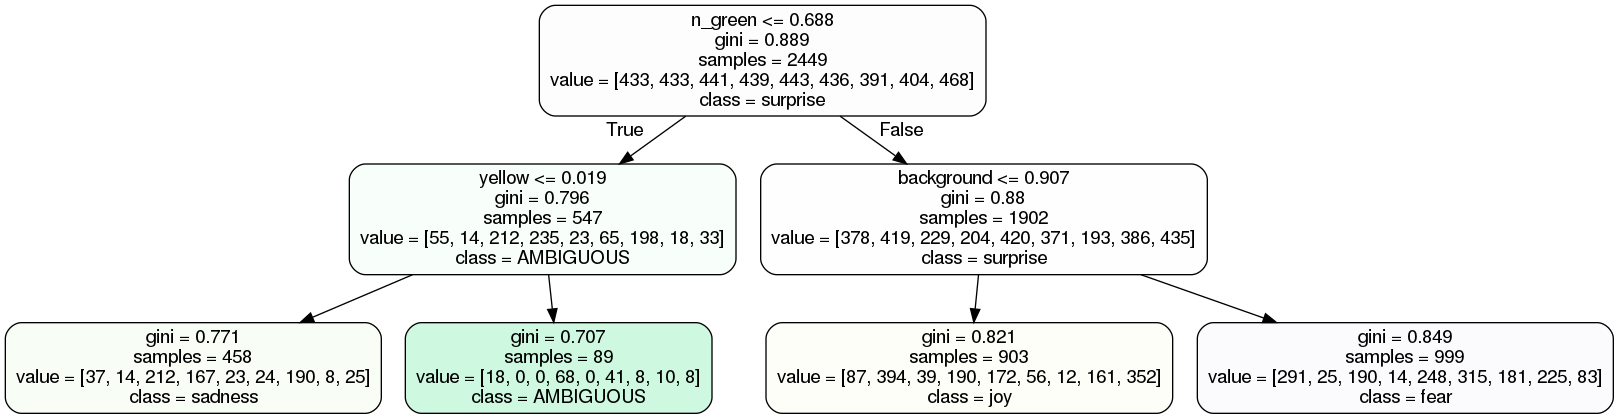 n_green <= 0.688
gini = 0.889
samples = 2449
value = [433, 433, 441, 439, 443, 436, 391, 404, 468]
class = surprise
True
False
yellow <= 0.019
gini = 0.796
samples = 547
value = [55, 14, 212, 235, 23, 65, 198, 18, 33]
class = AMBIGUOUS
background <= 0.907
gini = 0.88
samples = 1902
value = [378, 419, 229, 204, 420, 371, 193, 386, 435]
class = surprise
gini = 0.771
samples = 458
value = [37, 14, 212, 167, 23, 24, 190, 8, 25]
class = sadness
gini = 0.707
samples = 89
value = [18, 0, 0, 68, 0, 41, 8, 10, 8]
class = AMBIGUOUS
gini = 0.821
samples = 903
value = [87, 394, 39, 190, 172, 56, 12, 161, 352]
class = joy
gini = 0.849
samples = 999
value = [291, 25, 190, 14, 248, 315, 181, 225, 83]
class = fear